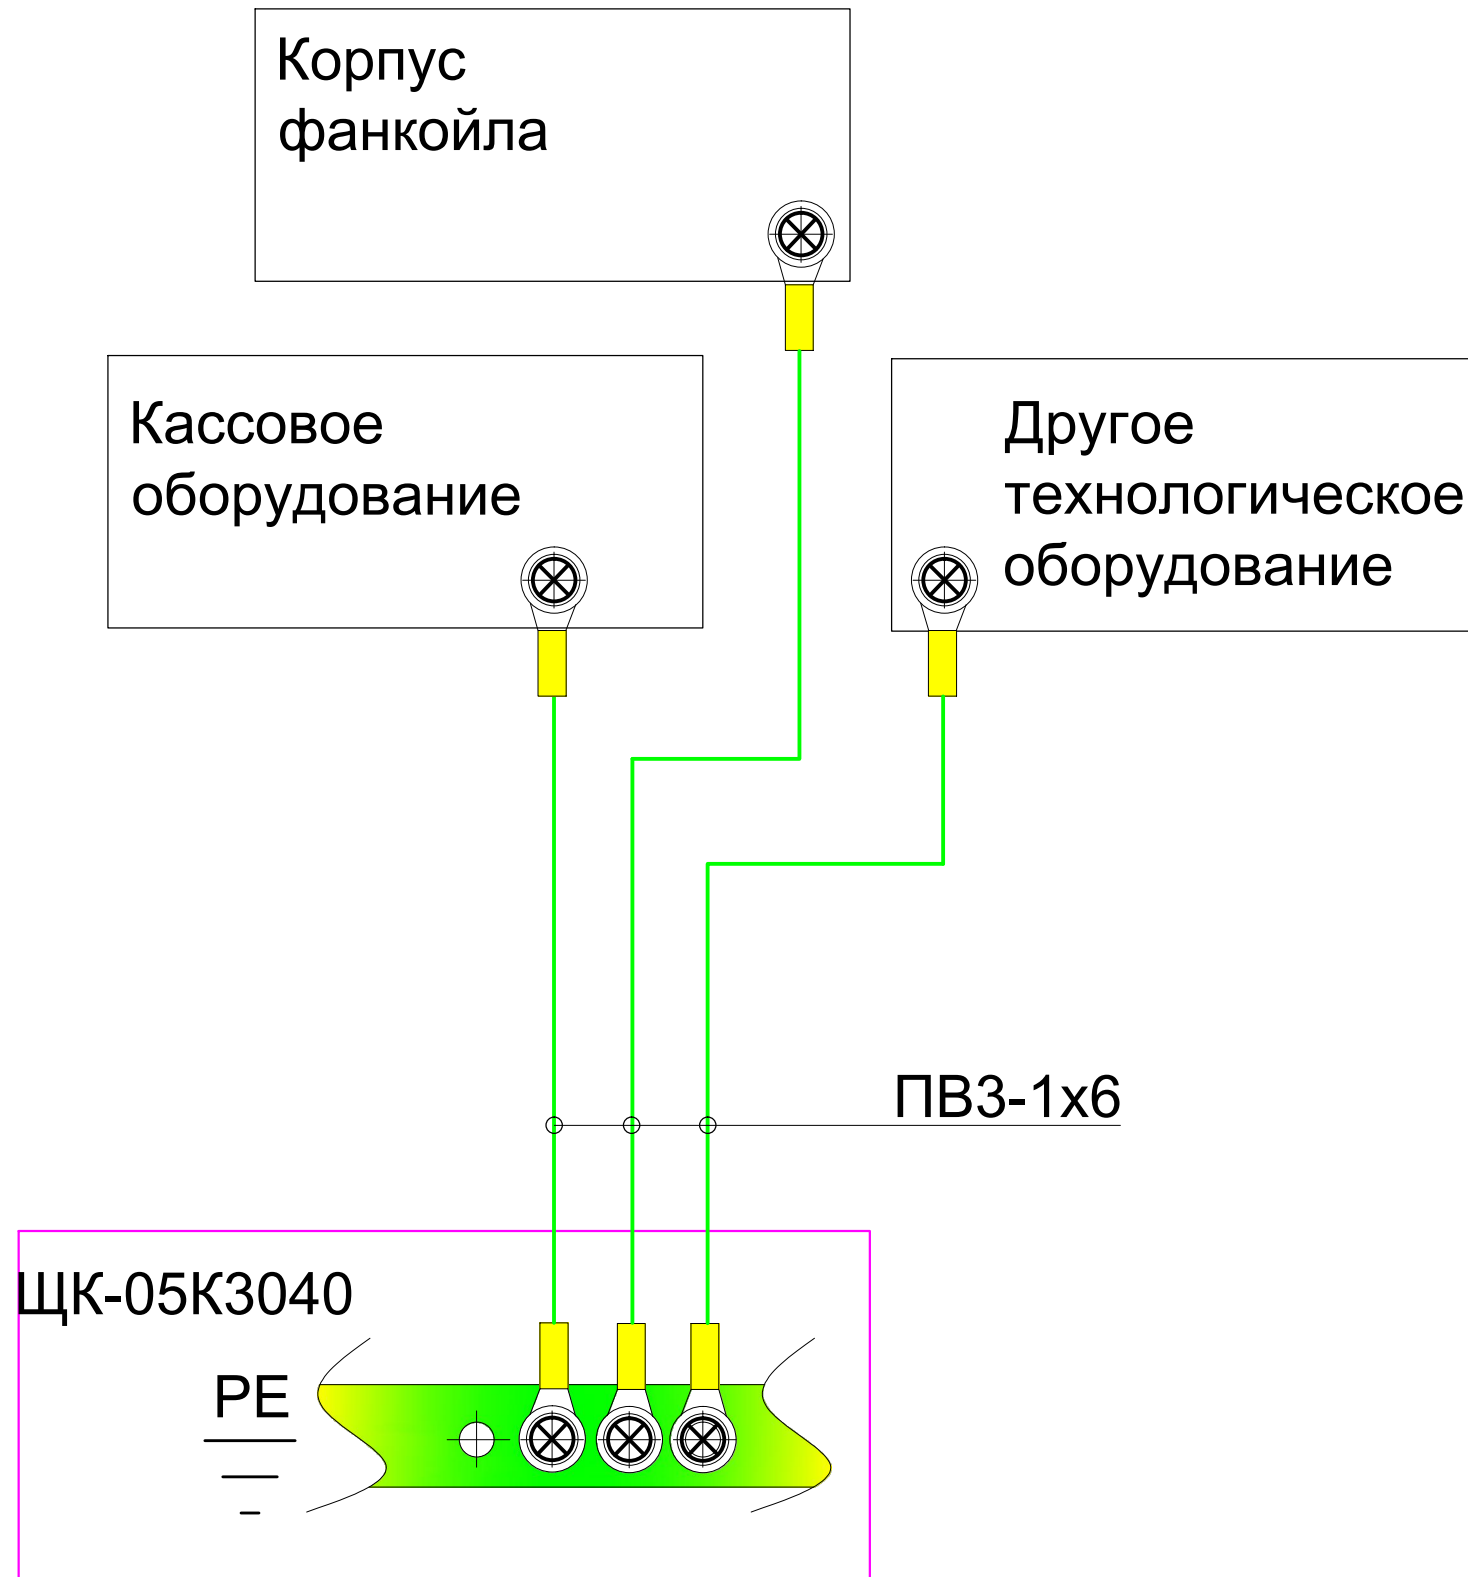 Корпус
фанкойла
Кассовое
оборудование
Другое
технологическое
оборудование
ПВ3-1х6
ЩК-05К3040
PE